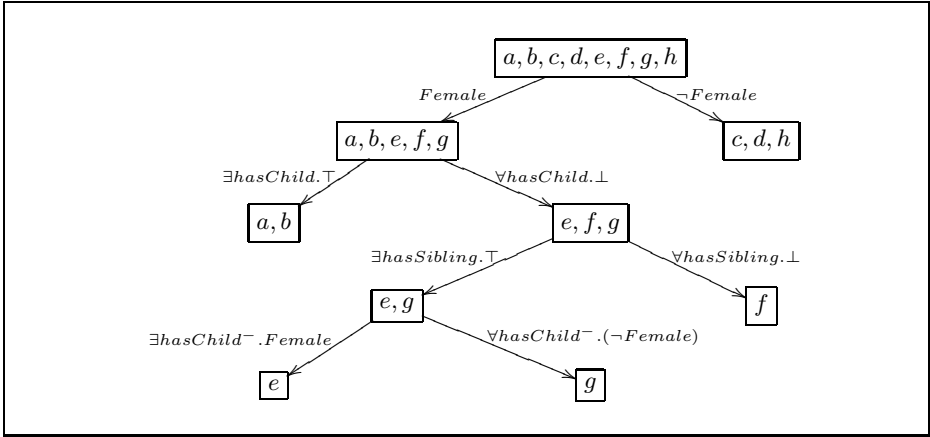 a, b, c, d, e, f, g, h
Female
¬Female
a, b, e, f, g
c, d, h
∃hasChild.⊤
∀hasChild.⊥
a, b
e, f, g
∃hasSibling.⊤
∀hasSibling.⊥
e, g
f
∃hasChild⁻.Female
∀hasChild⁻.(¬Female)
e
g